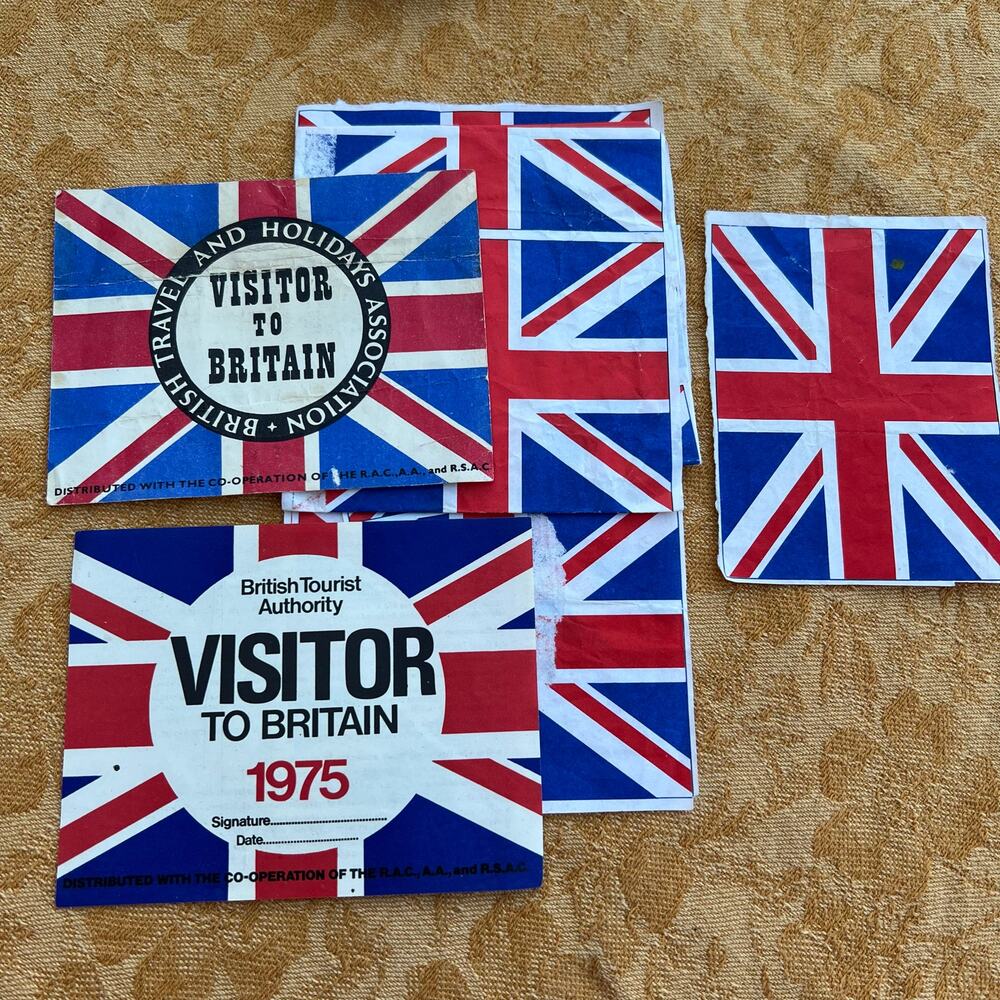 BRITISH TRAVEL AND HOLIDAYS ASSOCIATION
VISITOR
TO
BRITAIN
DISTRIBUTED WITH THE CO-OPERATION OF THE R.A.C., A.A., and R.S.A.C.
British Tourist
Authority
VISITOR
TO BRITAIN
1975
Signature
Date
DISTRIBUTED WITH THE CO-OPERATION OF THE R.A.C., A.A., and R.S.A.C.